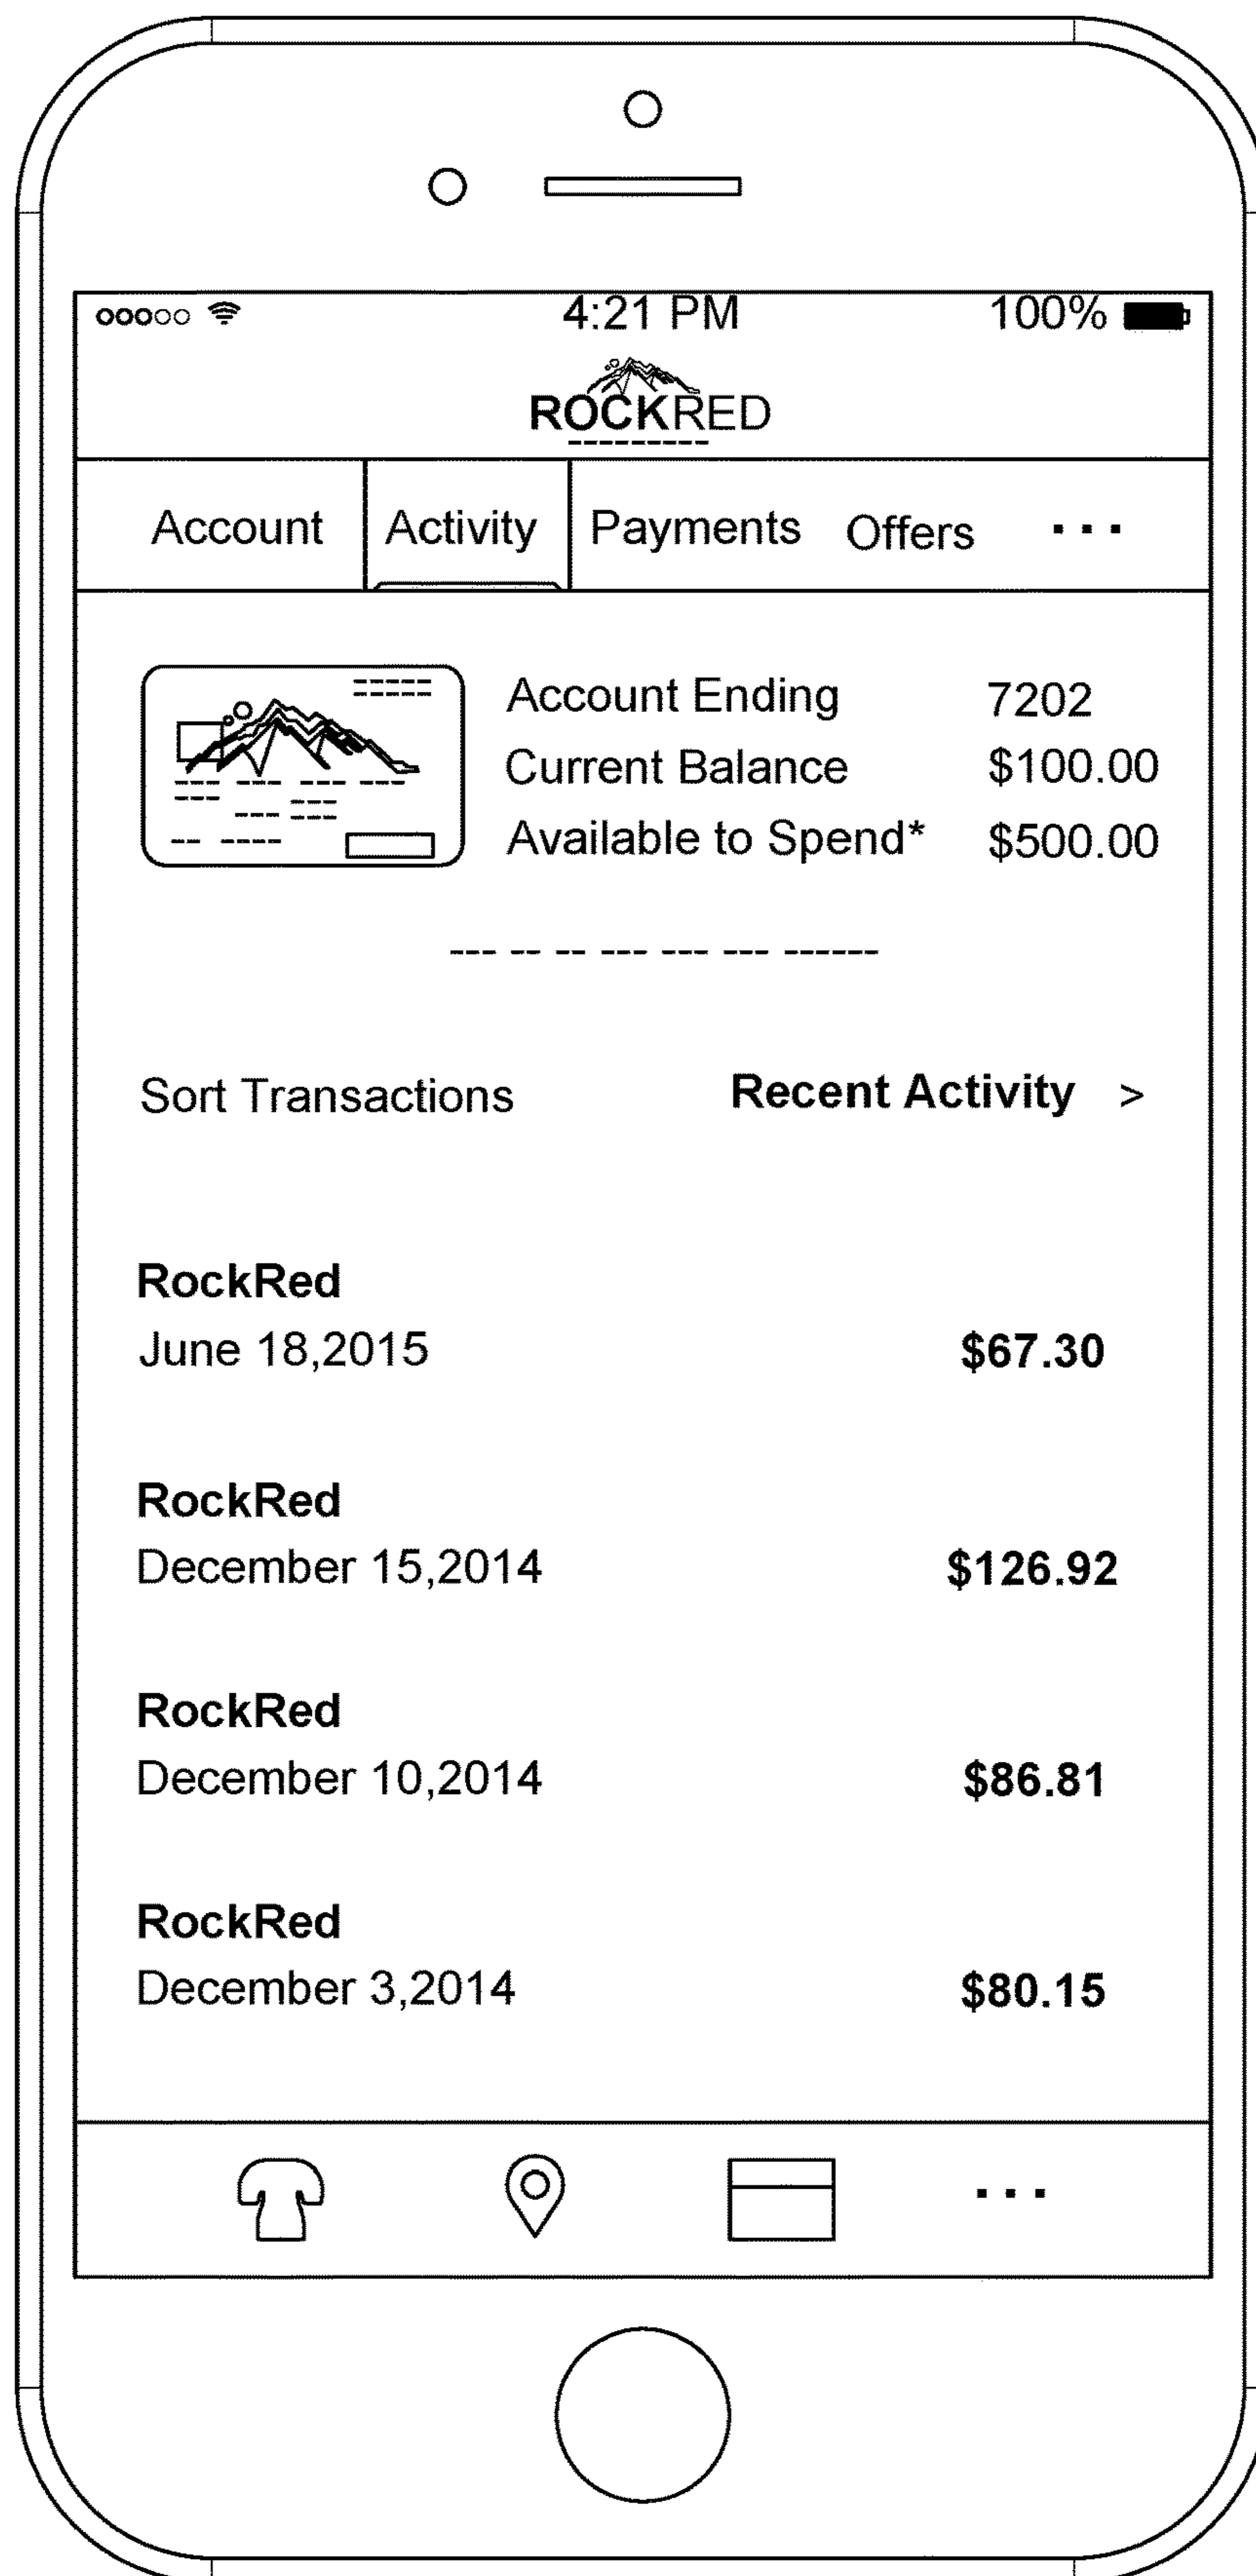 4:21 PM 100%
ROCKRED
Account Activity Payments Offers ...
Account Ending 7202
Current Balance $100.00
Available to Spend* $500.00
Sort Transactions Recent Activity >
RockRed
June 18,2015 $67.30
RockRed
December 15,2014 $126.92
RockRed
December 10,2014 $86.81
RockRed
December 3,2014 $80.15
...